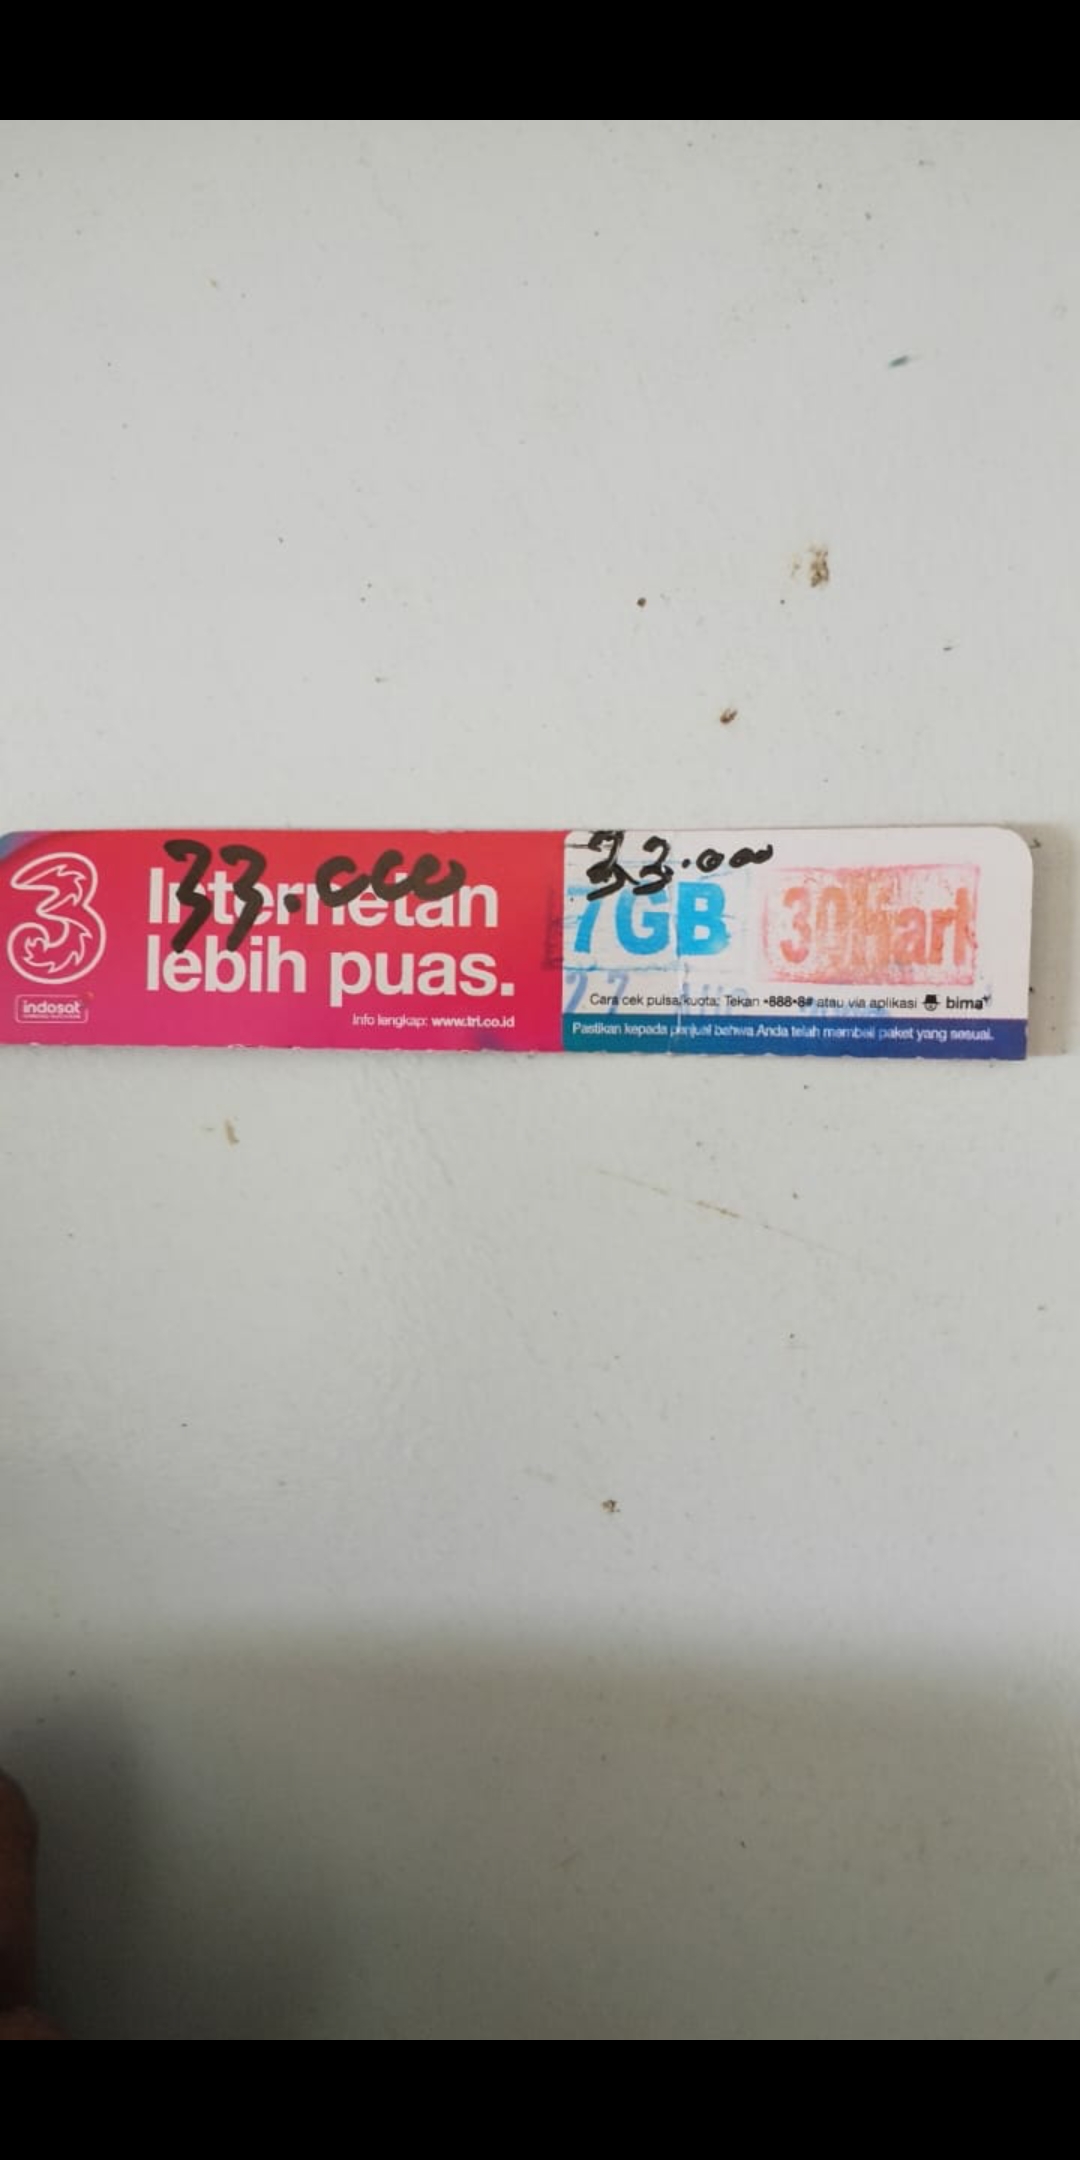 33.000
3
Internetan
lebih puas.
indosat
Info lengkap: www.tri.co.id
33.000
7GB
30Hari
Cara cek pulsa/kuota: Tekan *888*8# atau via aplikasi bima+
Pastikan kepada penjual bahwa Anda telah membeli paket yang sesuai.